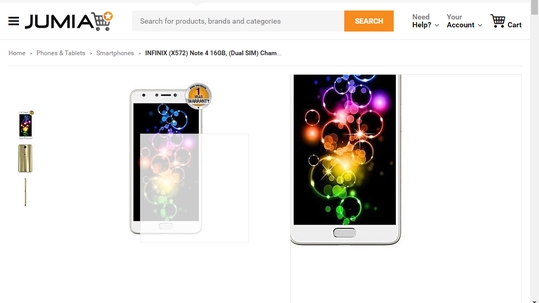 JUMIA
Search for products, brands and categories
SEARCH
Need
Help?
Your
Account
Cart
Home » Phones & Tablets » Smartphones » INFINIX (X572) Note 4 16GB, (Dual SIM) Cham...
1
YEAR
WARRANTY